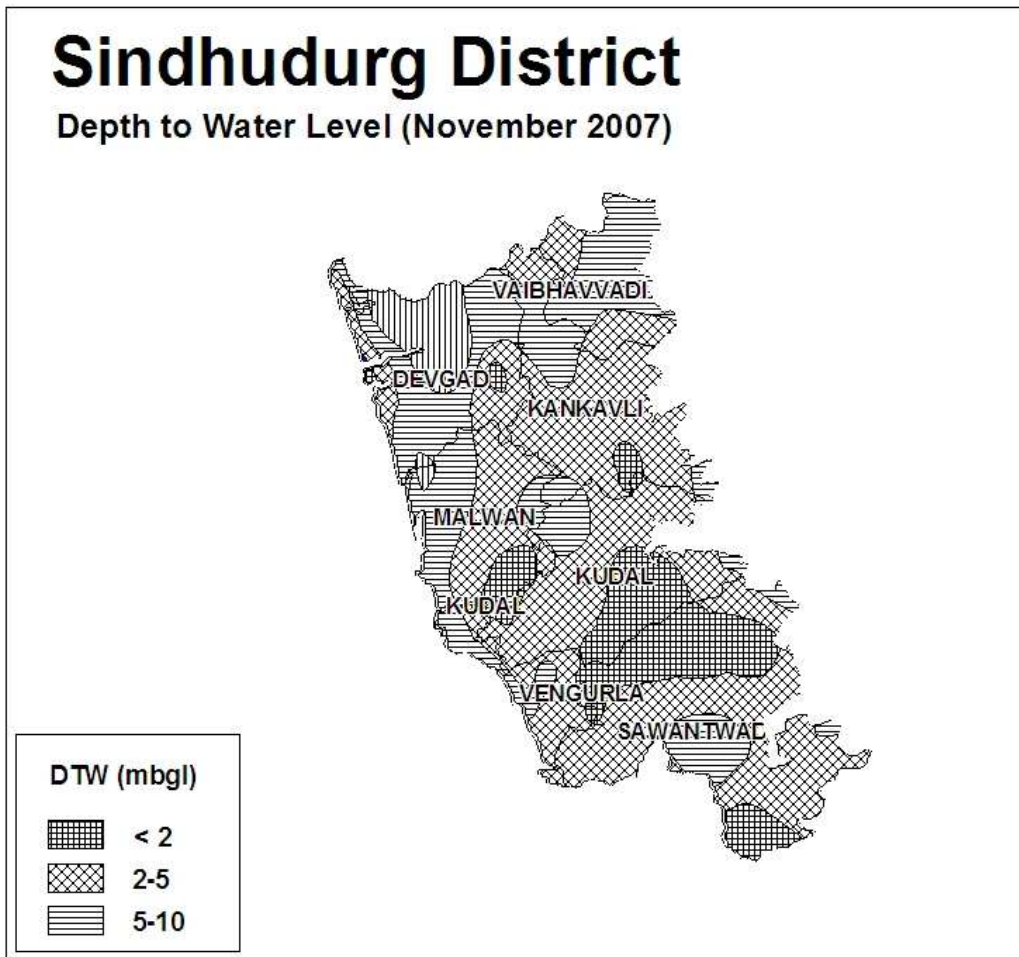 Sindhudurg District
Depth to Water Level (November 2007)
VAIBHAVVADI
DEVGAD
KANKAVLI
MALWAN
KUDAL
KUDAL
VENGURLA
SAWANTWAD
DTW (mbgl)
< 2
2-5
5-10